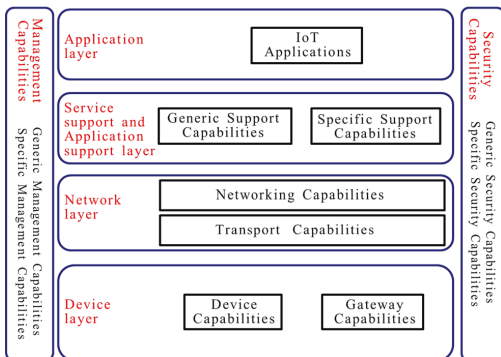 Management
Capabilities
Generic Management Capabilities
Specific Management Capabilities
Application
layer
IoT
Applications
Service
support and
Application
support layer
Generic Support
Capabilities
Specific Support
Capabilities
Network
layer
Networking Capabilities
Transport Capabilities
Device
layer
Device
Capabilities
Gateway
Capabilities
Security
Capabilities
Generic Security Capabilities
Specific Security Capabilities